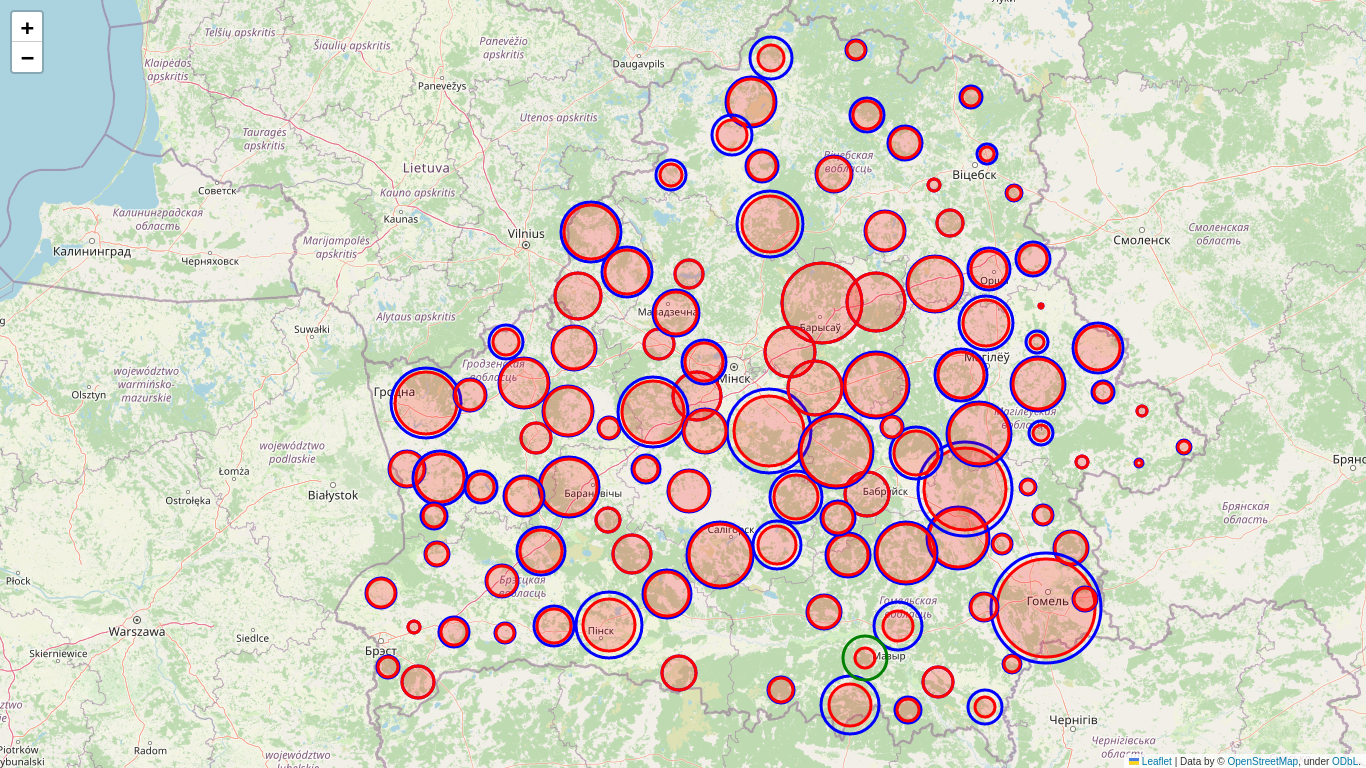 +
−
Луки
Telšių apskritis
Šiaulių apskritis
Panevėžio
apskritis
Klaipėdos
apskritis
Daugavpils
Panevėžys
Utenos apskritis
Tauragės
apskritis
Lietuva
Kauno apskritis
Советск
Kaunas
Калининградская
область
Marijampolės
apskritis
Vilnius
Калининград
Черняховск
Віцебская
вобласць
Віцебск
Смоленск
Смоленская
область
Орша
Alytaus apskritis
Suwałki
Маладзечна
Барысаў
Магілёў
Гродзенская
вобласць
Мінск
Гродна
województwo
warmińsko-
mazurskie
Olsztyn
Магілёўская
вобласць
województwo
podlaskie
Łomża
Ostrołęka
Białystok
Баранавічы
Бабруйск
Брянская
область
Салігорск
Płock
Брэсцкая
вобласць
Гомельская
вобласць
Гомель
Warszawa
Siedlce
Пінск
Skierniewice
Брэст
Мазыр
Чернігів
Radom
województwo
lubelskie
Чернігівська
область
Piotrków
Leaflet | Data by © OpenStreetMap, under ODbL.